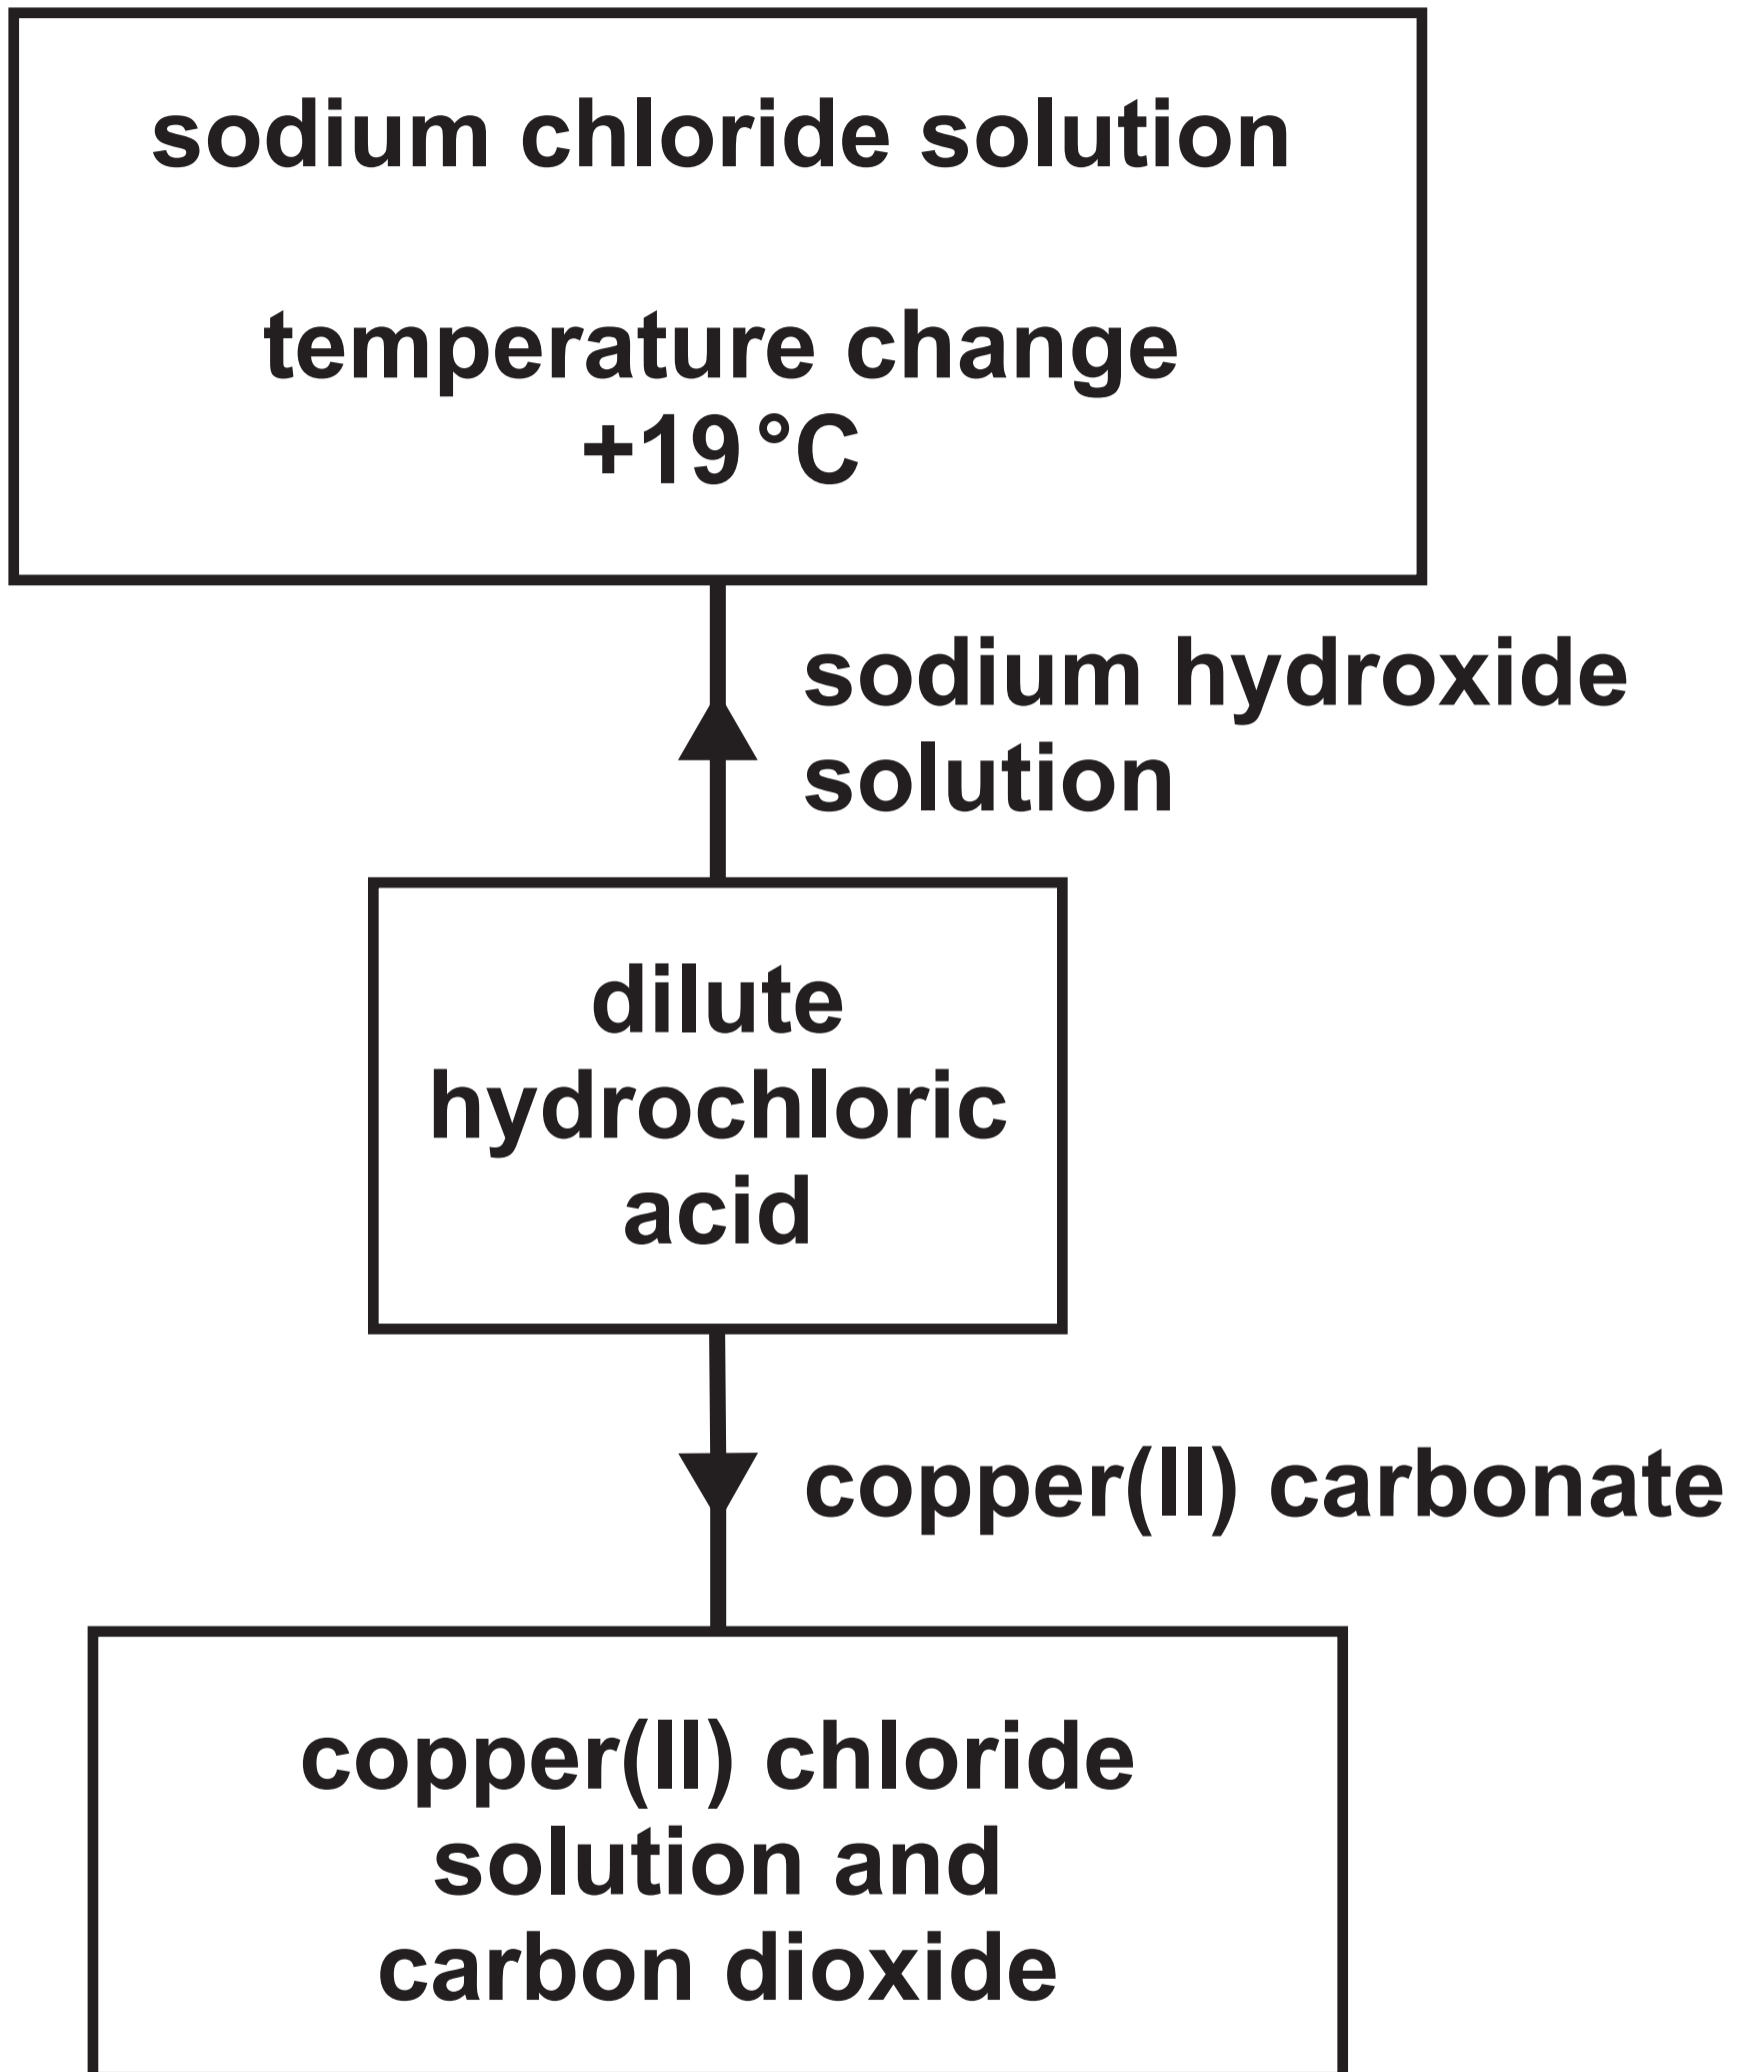 sodium chloride solution
temperature change
+19 °C
sodium hydroxide
solution
dilute
hydrochloric
acid
copper(II) carbonate
copper(II) chloride
solution and
carbon dioxide